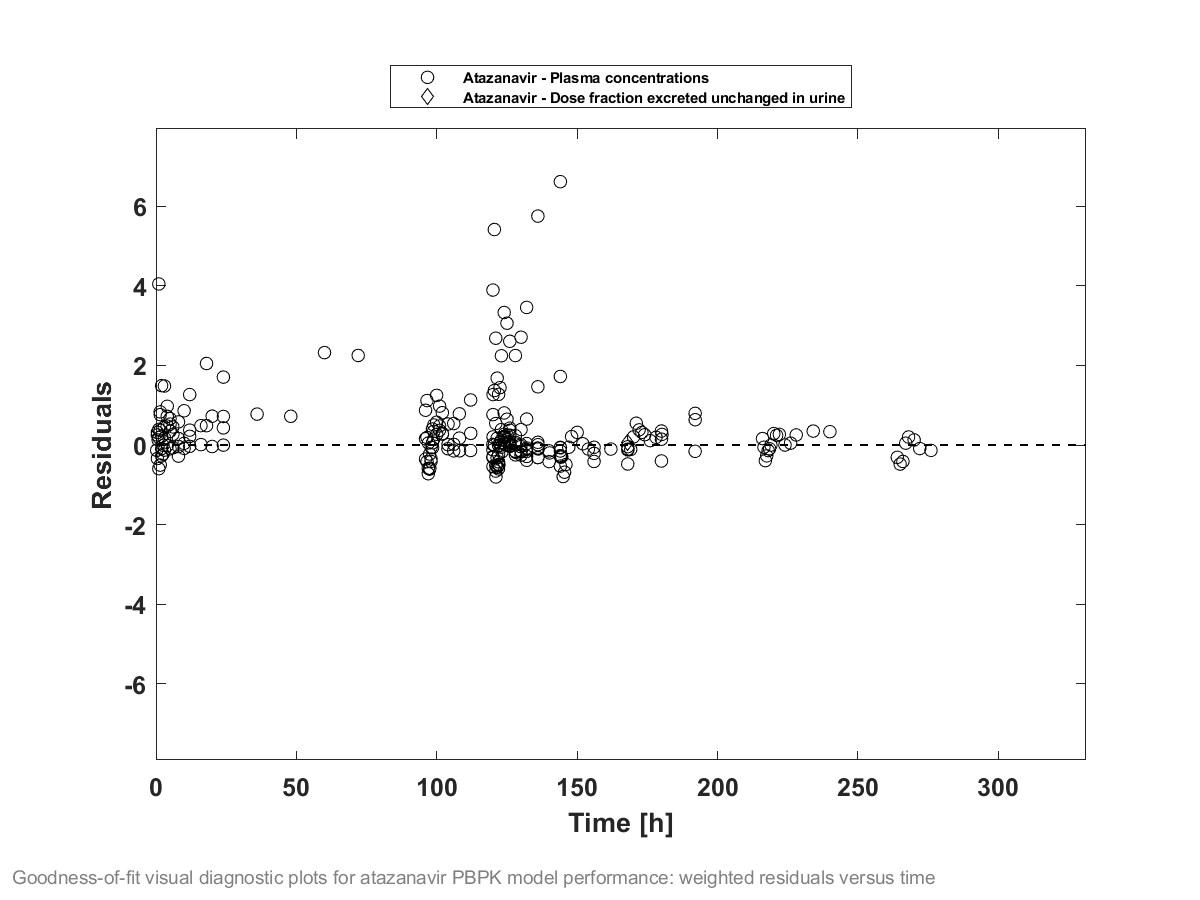 Atazanavir - Plasma concentrations
Atazanavir - Dose fraction excreted unchanged in urine
6
4
2
0
-2
-4
-6
Residuals
0 50 100 150 200 250 300
Time [h]
Goodness-of-fit visual diagnostic plots for atazanavir PBPK model performance: weighted residuals versus time